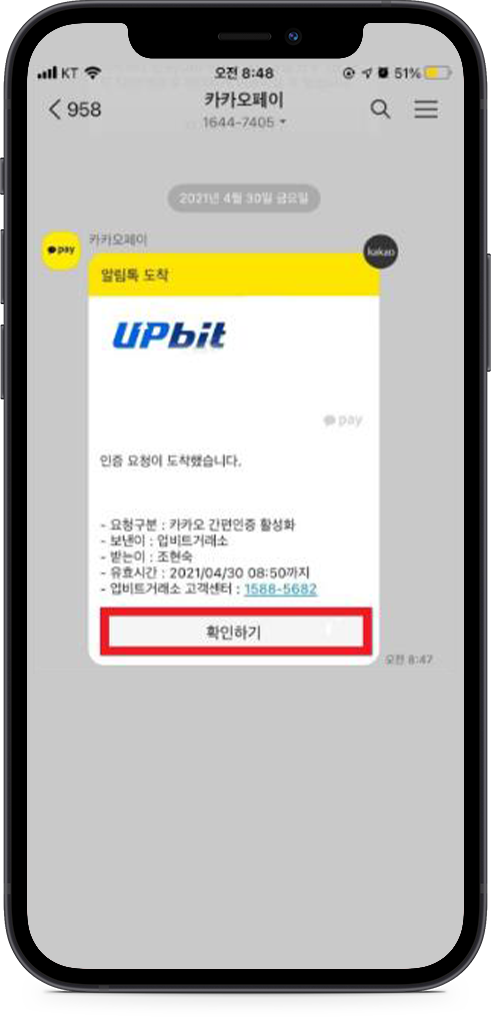 KT 오전 8:48 51%
958 카카오페이
1644-7405
2021년 4월 30일 금요일
pay 카카오페이 kakao
알림톡 도착
UPbit
pay
인증 요청이 도착했습니다.
- 요청구분 : 카카오 간편인증 활성화
- 보낸이 : 업비트거래소
- 받는이 : 조현숙
- 유효시간 : 2021/04/30 08:50까지
- 업비트거래소 고객센터 : 1588-5682
확인하기
오전 8:47